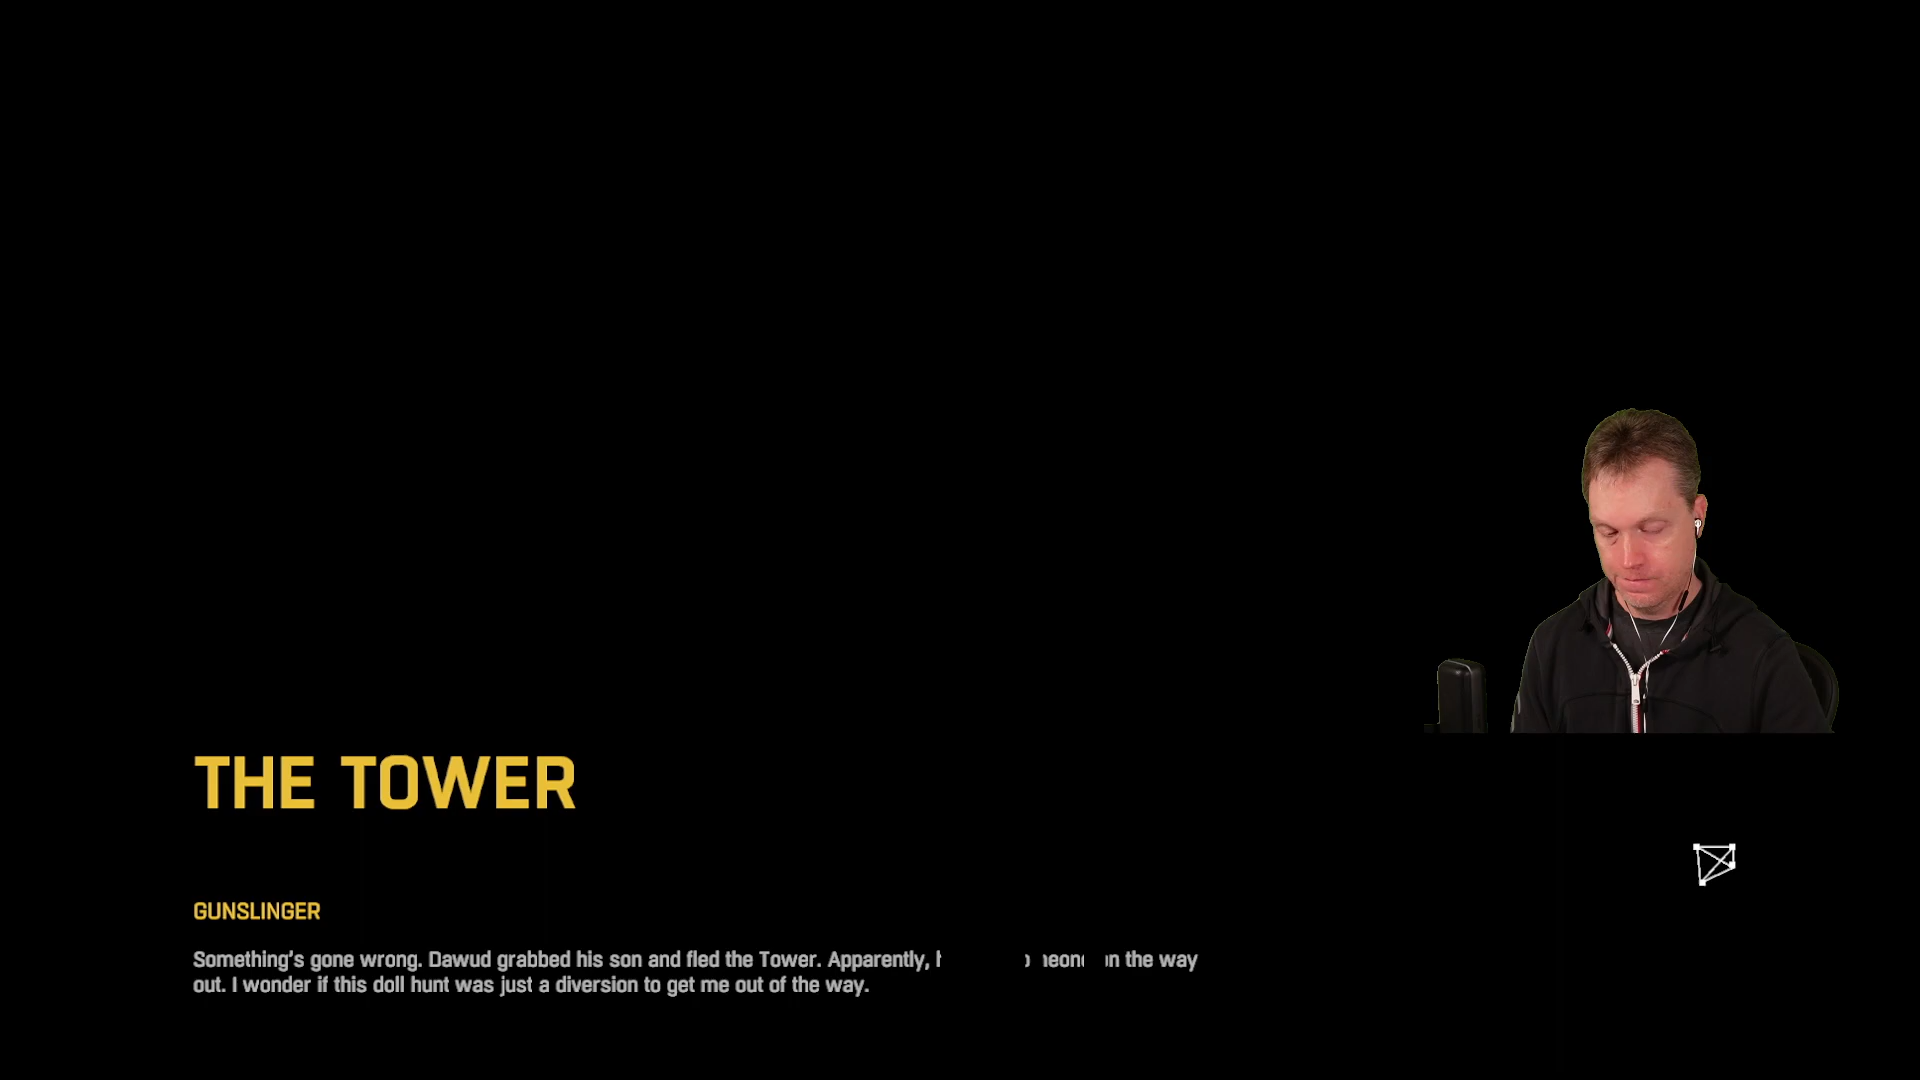 THE TOWER
GUNSLINGER
Something's gone wrong. Dawud grabbed his son and fled the Tower. Apparently, on the way
out. I wonder if this doll hunt was just a diversion to get me out of the way.